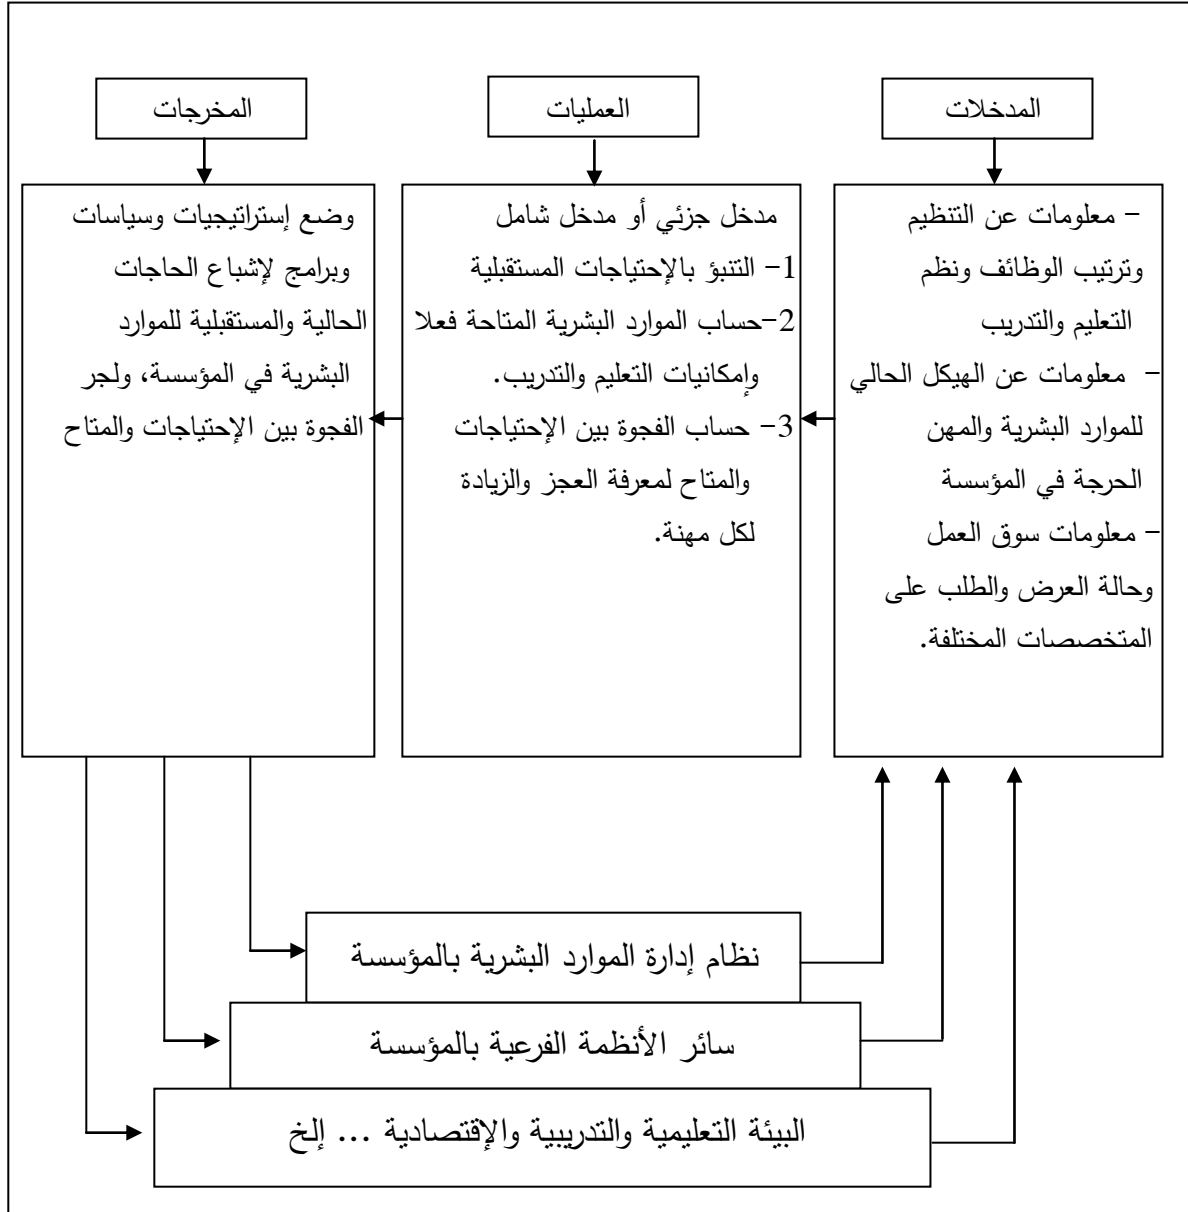 المدخلات
العمليات
المخرجات
– معلومات عن التنظيم
وترتيب الوظائف ونظم
التعليم والتدريب
– معلومات عن الهيكل الحالي
للموارد البشرية والمهن
الحرجة في المؤسسة
– معلومات سوق العمل
وحالة العرض والطلب على
المتخصصات المختلفة.
مدخل جزئي أو مدخل شامل
1– التنبؤ بالإحتياجات المستقبلية
2–حساب الموارد البشرية المتاحة فعلا
وإمكانيات التعليم والتدريب.
3– حساب الفجوة بين الإحتياجات
والمتاح لمعرفة العجز والزيادة
لكل مهنة.
وضع إستراتيجيات وسياسات
وبرامج لإشباع الحاجات
الحالية والمستقبلية للموارد
البشرية في المؤسسة، ولجر
الفجوة بين الإحتياجات والمتاح
نظام إدارة الموارد البشرية بالمؤسسة
سائر الأنظمة الفرعية بالمؤسسة
البيئة التعليمية والتدريبية والإقتصادية ... إلخ